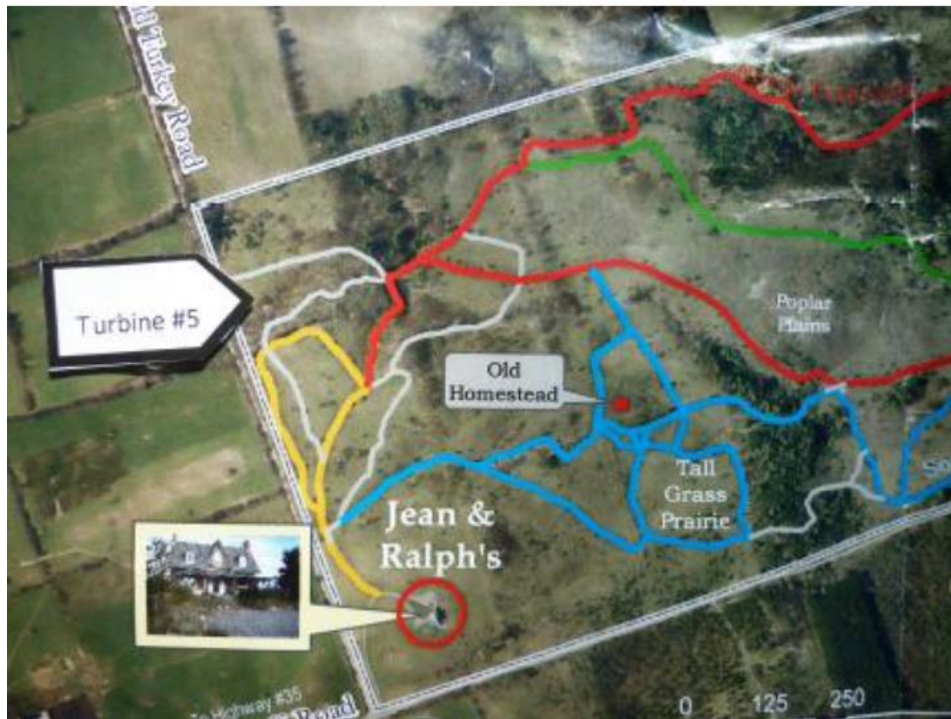 Turkey Road
Turbine #5
Poplar
Plains
Old
Homestead
Tall
Grass
Prairie
Jean &
Ralph's
To Highway #35
Road
0 125 250